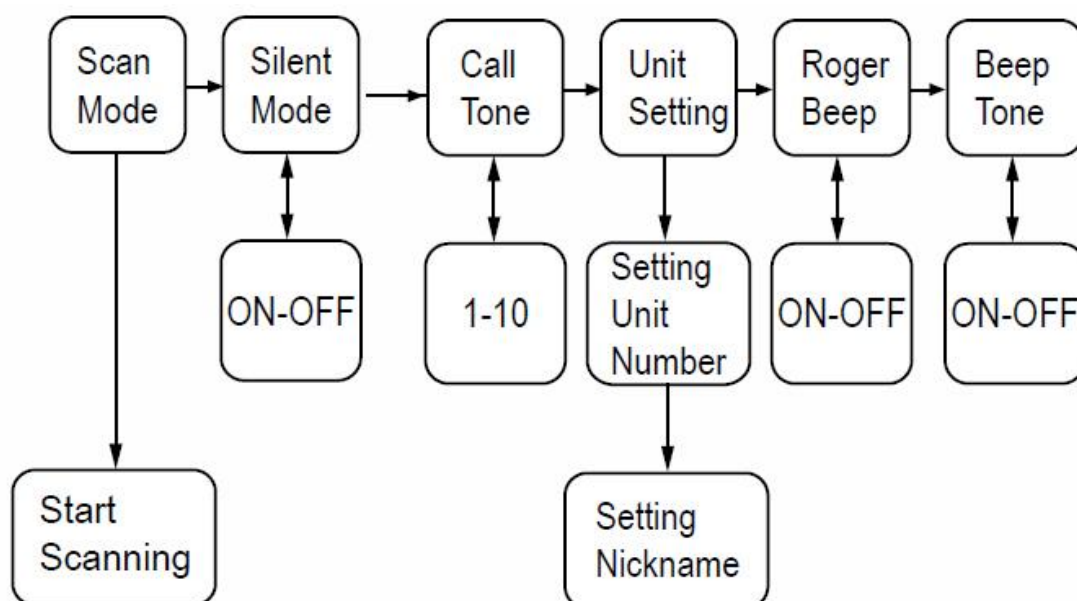 Scan
Mode
Silent
Mode
Call
Tone
Unit
Setting
Roger
Beep
Beep
Tone
ON-OFF
1-10
Setting
Unit
Number
ON-OFF
ON-OFF
Start
Scanning
Setting
Nickname